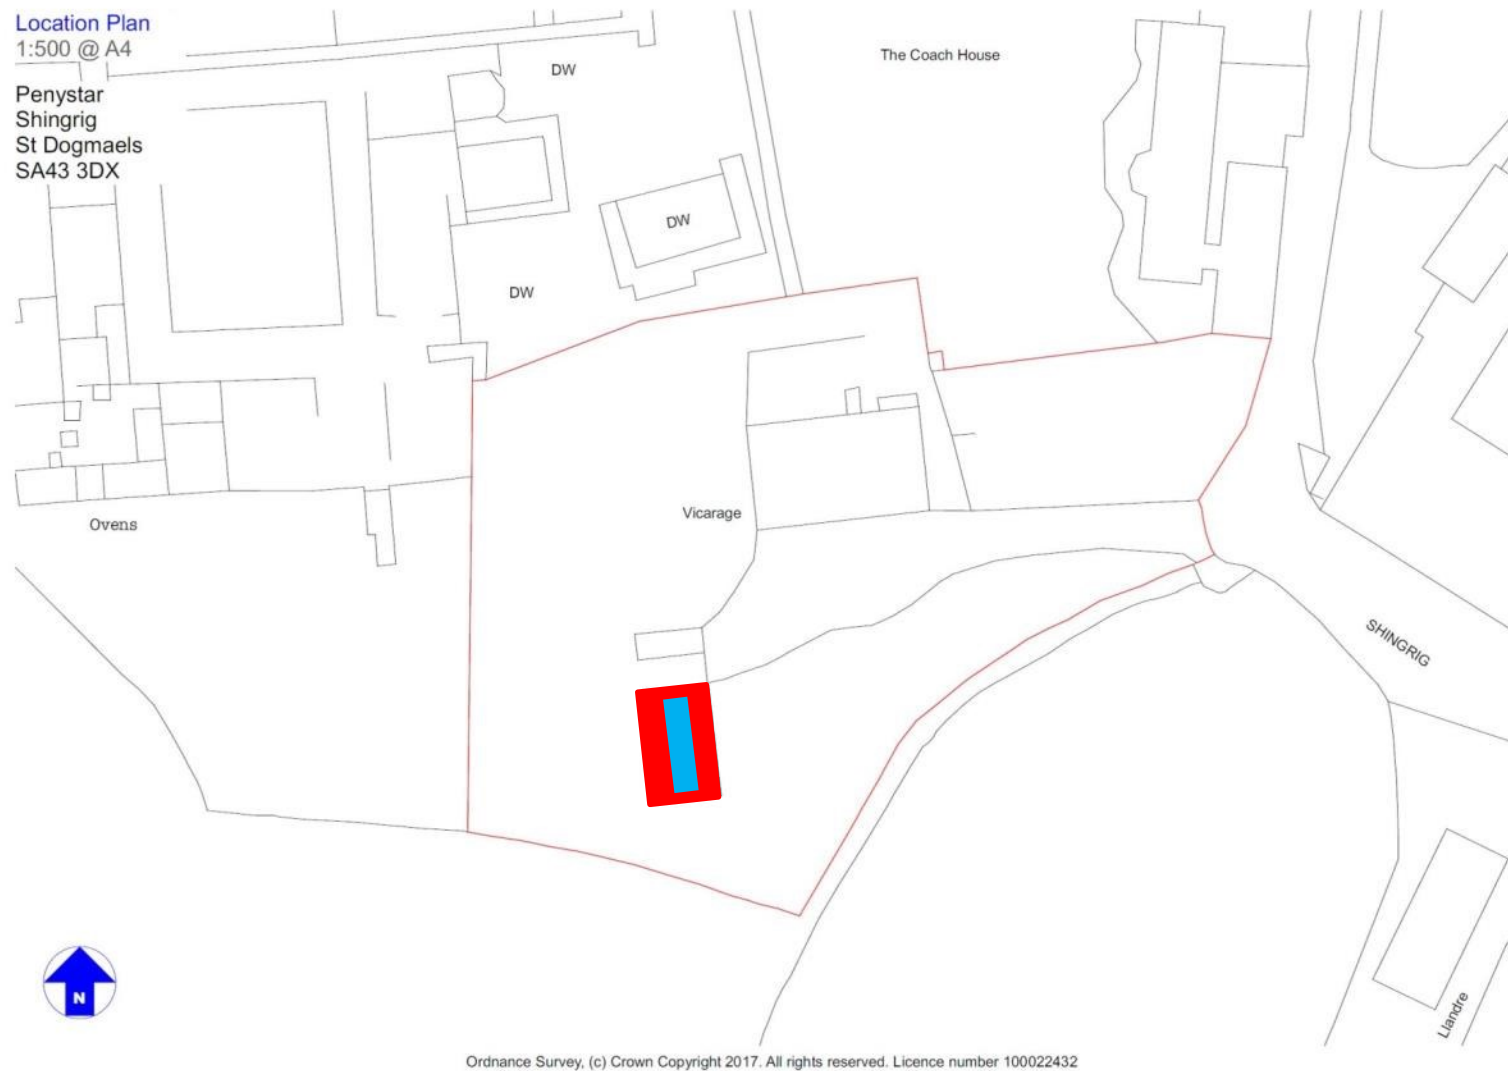 Location Plan
1:500 @ A4
Penystar
Shingrig
St Dogmaels
SA43 3DX
DW
The Coach House
DW
DW
Vicarage
Ovens
SHINGRIG
Llandre
N
Ordnance Survey, (c) Crown Copyright 2017. All rights reserved. Licence number 100022432